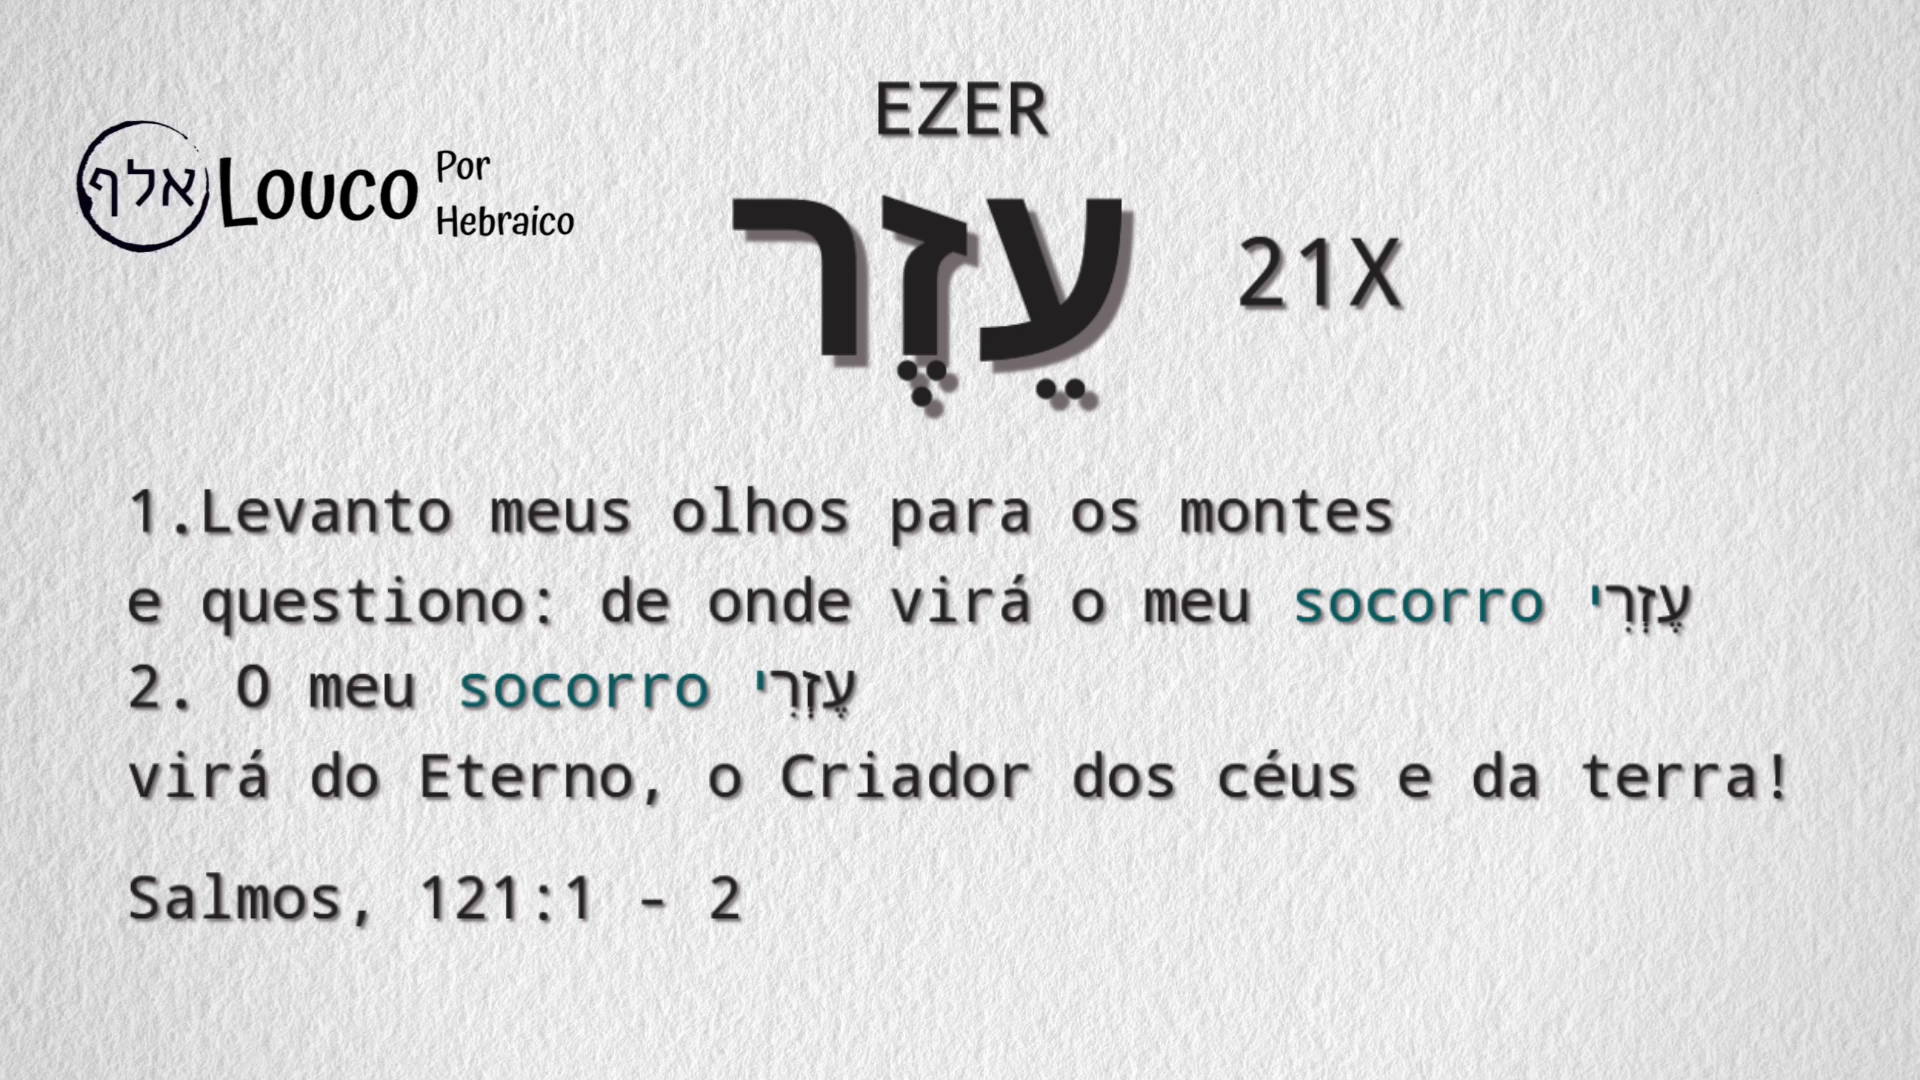 EZER
אלף Louco Por Hebraico
עֵזֶר 21X
1.Levanto meus olhos para os montes
e questiono: de onde virá o meu socorro עֶזְרִי
2. O meu socorro עֶזְרִי
virá do Eterno, o Criador dos céus e da terra!
Salmos, 121:1 - 2